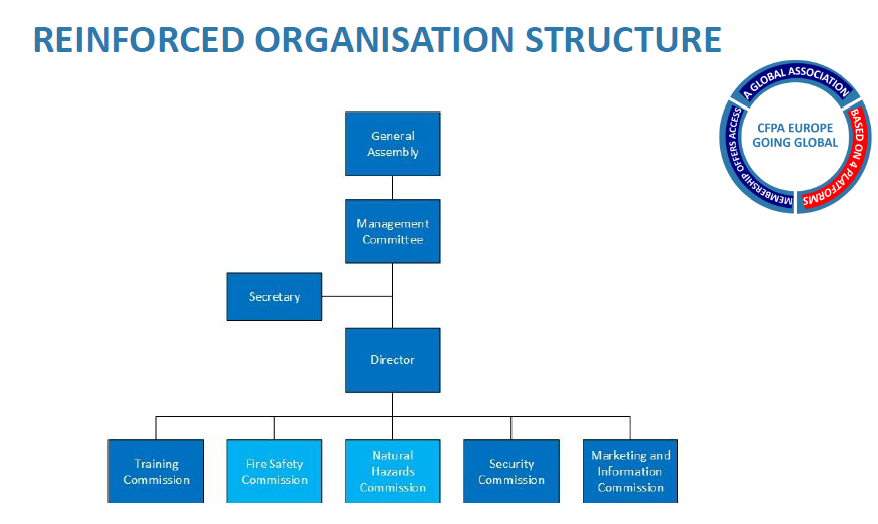 REINFORCED ORGANISATION STRUCTURE
A GLOBAL ASSOCIATION
BASED ON 4 PLATFORMS
MEMBERSHIP OFFERS ACCESS
CFPA EUROPE
GOING GLOBAL
General
Assembly
Management
Committee
Secretary
Director
Training
Commission
Fire Safety
Commission
Natural
Hazards
Commission
Security
Commission
Marketing and
Information
Commission